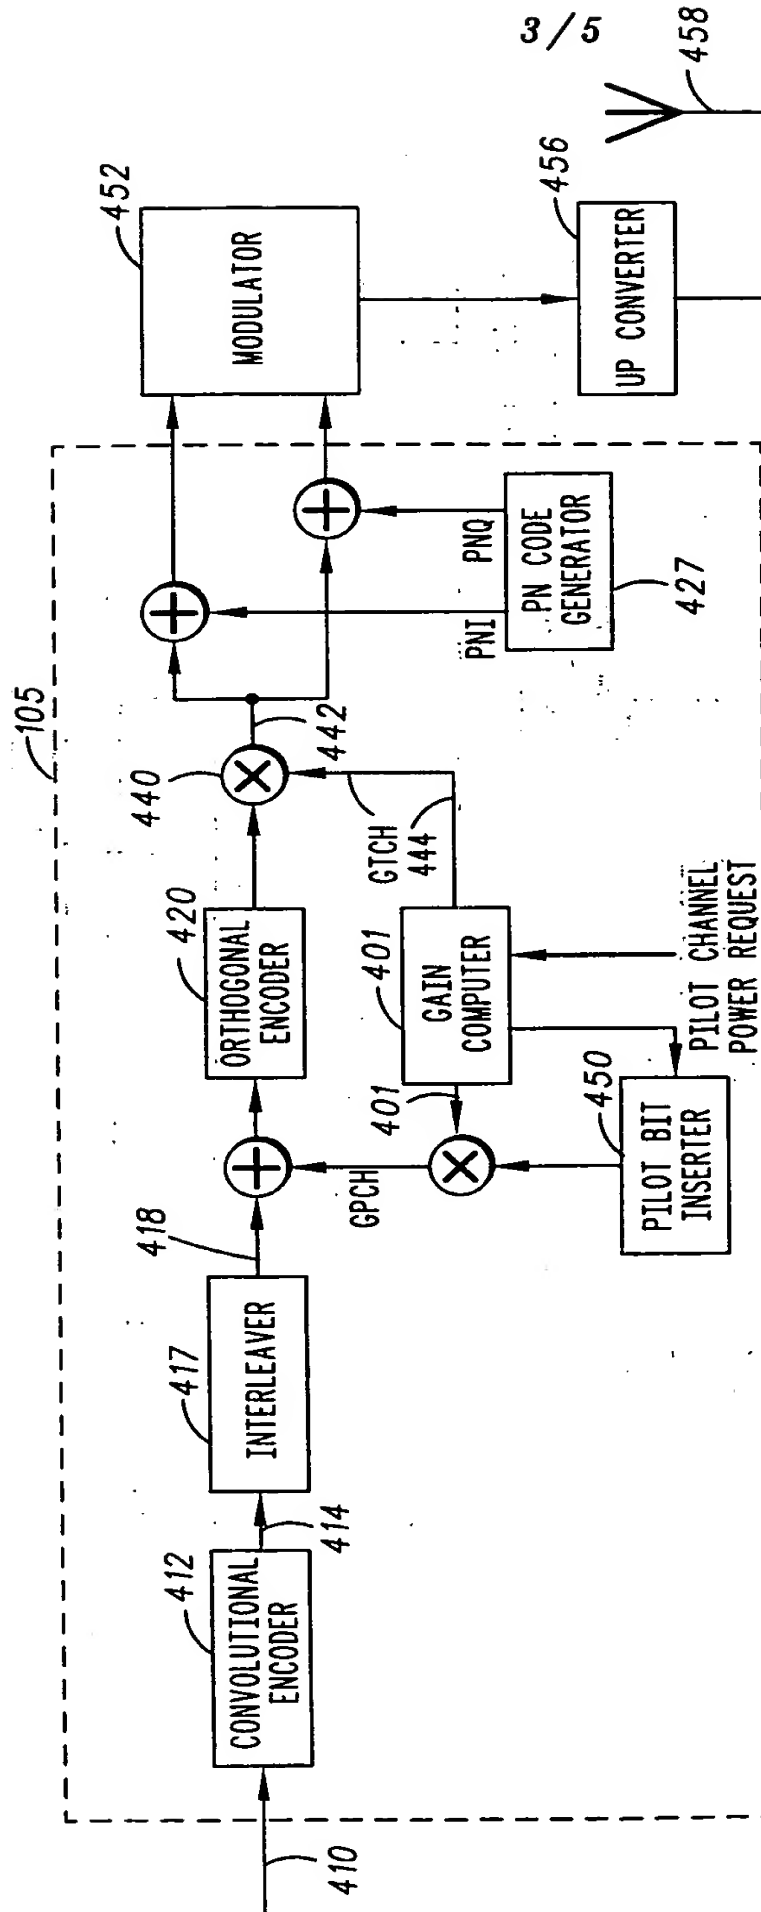 3/5
105
410
CONVOLUTIONAL
ENCODER
412
414
INTERLEAVER
417
418
ORTHOGONAL
ENCODER
420
440
442
GTCH
444
GAIN
COMPUTER
401
401
GPCH
PILOT BIT
INSERTER
450
PILOT CHANNEL
POWER REQUEST
PNI
PNQ
PN CODE
GENERATOR
427
MODULATOR
452
UP CONVERTER
456
458